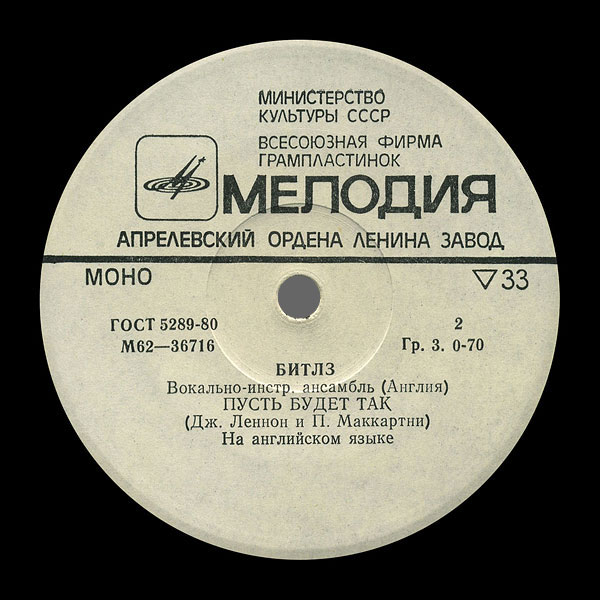 МИНИСТЕРСТВО
КУЛЬТУРЫ СССР
ВСЕСОЮЗНАЯ ФИРМА
ГРАМПЛАСТИНОК
МЕЛОДИЯ
АПРЕЛЕВСКИЙ ОРДЕНА ЛЕНИНА ЗАВОД
МОНО ▽33
ГОСТ 5289-80 2
М62—36716 Гр. 3. 0-70
БИТЛЗ
Вокально-инстр. ансамбль (Англия)
ПУСТЬ БУДЕТ ТАК
(Дж. Леннон и П. Маккартни)
На английском языке